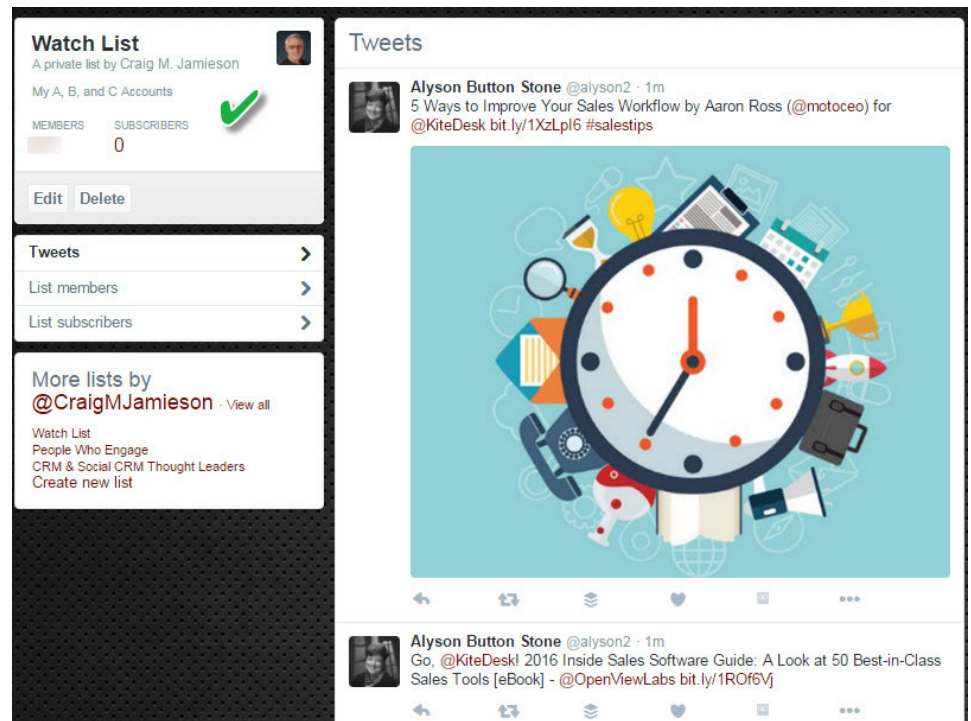 Watch List
A private list by Craig M. Jamieson
My A, B, and C Accounts
MEMBERS SUBSCRIBERS
0
Edit Delete
Tweets
List members
List subscribers
More lists by
@CraigMJamieson · View all
Watch List
People Who Engage
CRM & Social CRM Thought Leaders
Create new list
Tweets
Alyson Button Stone @alyson2 · 1m
5 Ways to Improve Your Sales Workflow by Aaron Ross (@motoceo) for
@KiteDesk bit.ly/1XzLpI6 #salestips
Alyson Button Stone @alyson2 · 1m
Go, @KiteDesk! 2016 Inside Sales Software Guide: A Look at 50 Best-in-Class
Sales Tools [eBook] - @OpenViewLabs bit.ly/1ROf6Vj